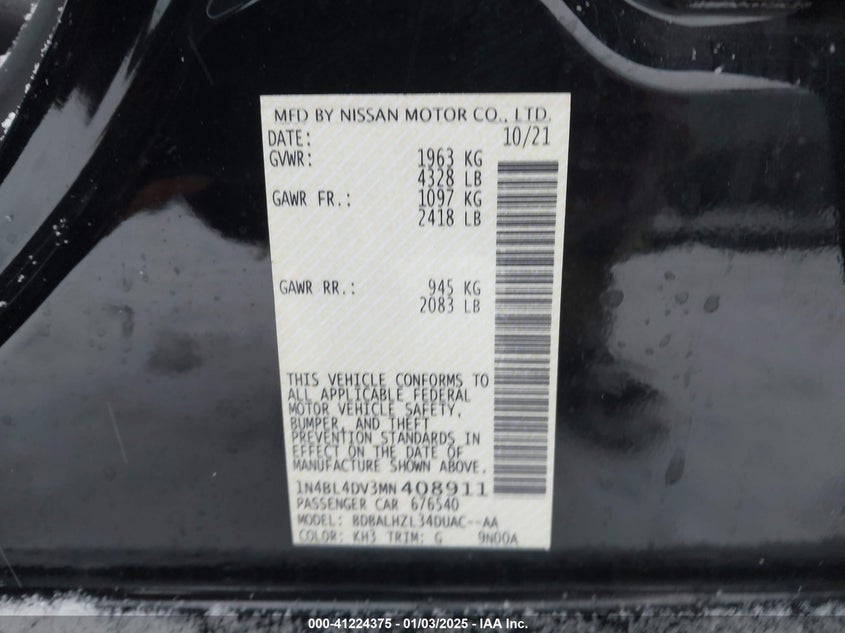 MFD BY NISSAN MOTOR CO., LTD.
DATE: 10/21
GVWR: 1963 KG
4328 LB
GAWR FR.: 1097 KG
2418 LB
GAWR RR.: 945 KG
2083 LB
THIS VEHICLE CONFORMS TO
ALL APPLICABLE FEDERAL
MOTOR VEHICLE SAFETY,
BUMPER, AND THEFT
PREVENTION STANDARDS IN
EFFECT ON THE DATE OF
MANUFACTURE SHOWN ABOVE.
1N4BL4DV3MN408911
PASSENGER CAR 676540
MODEL: BDBALHZL34DUAC--AA
COLOR: KH3 TRIM: G 9N00A
000-41224375 - 01/03/2025 - IAA Inc.